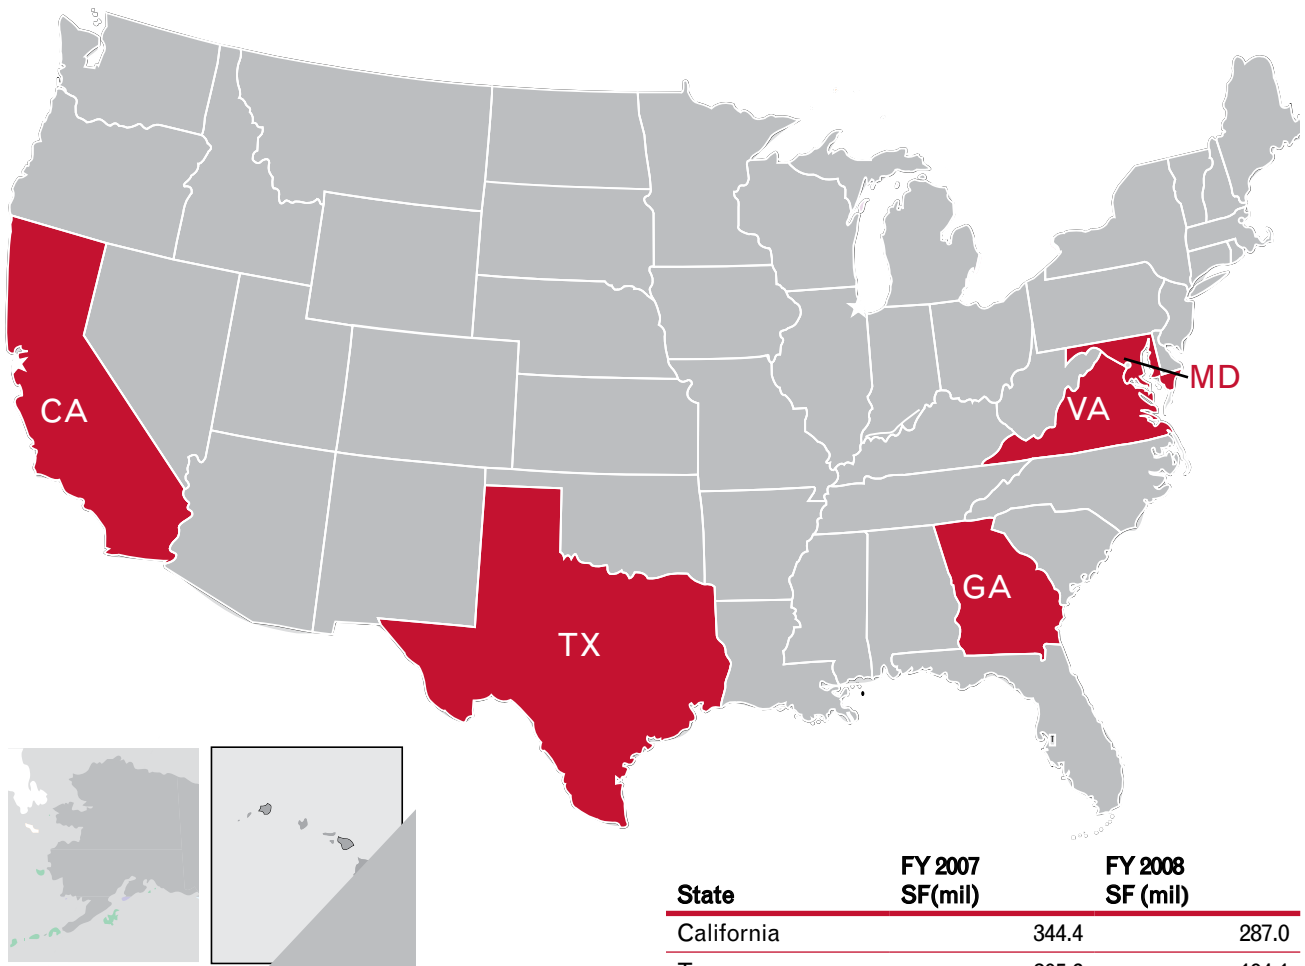 CA
MD
VA
GA
TX
FY 2007 FY 2008
State SF(mil) SF (mil)
California 344.4 287.0